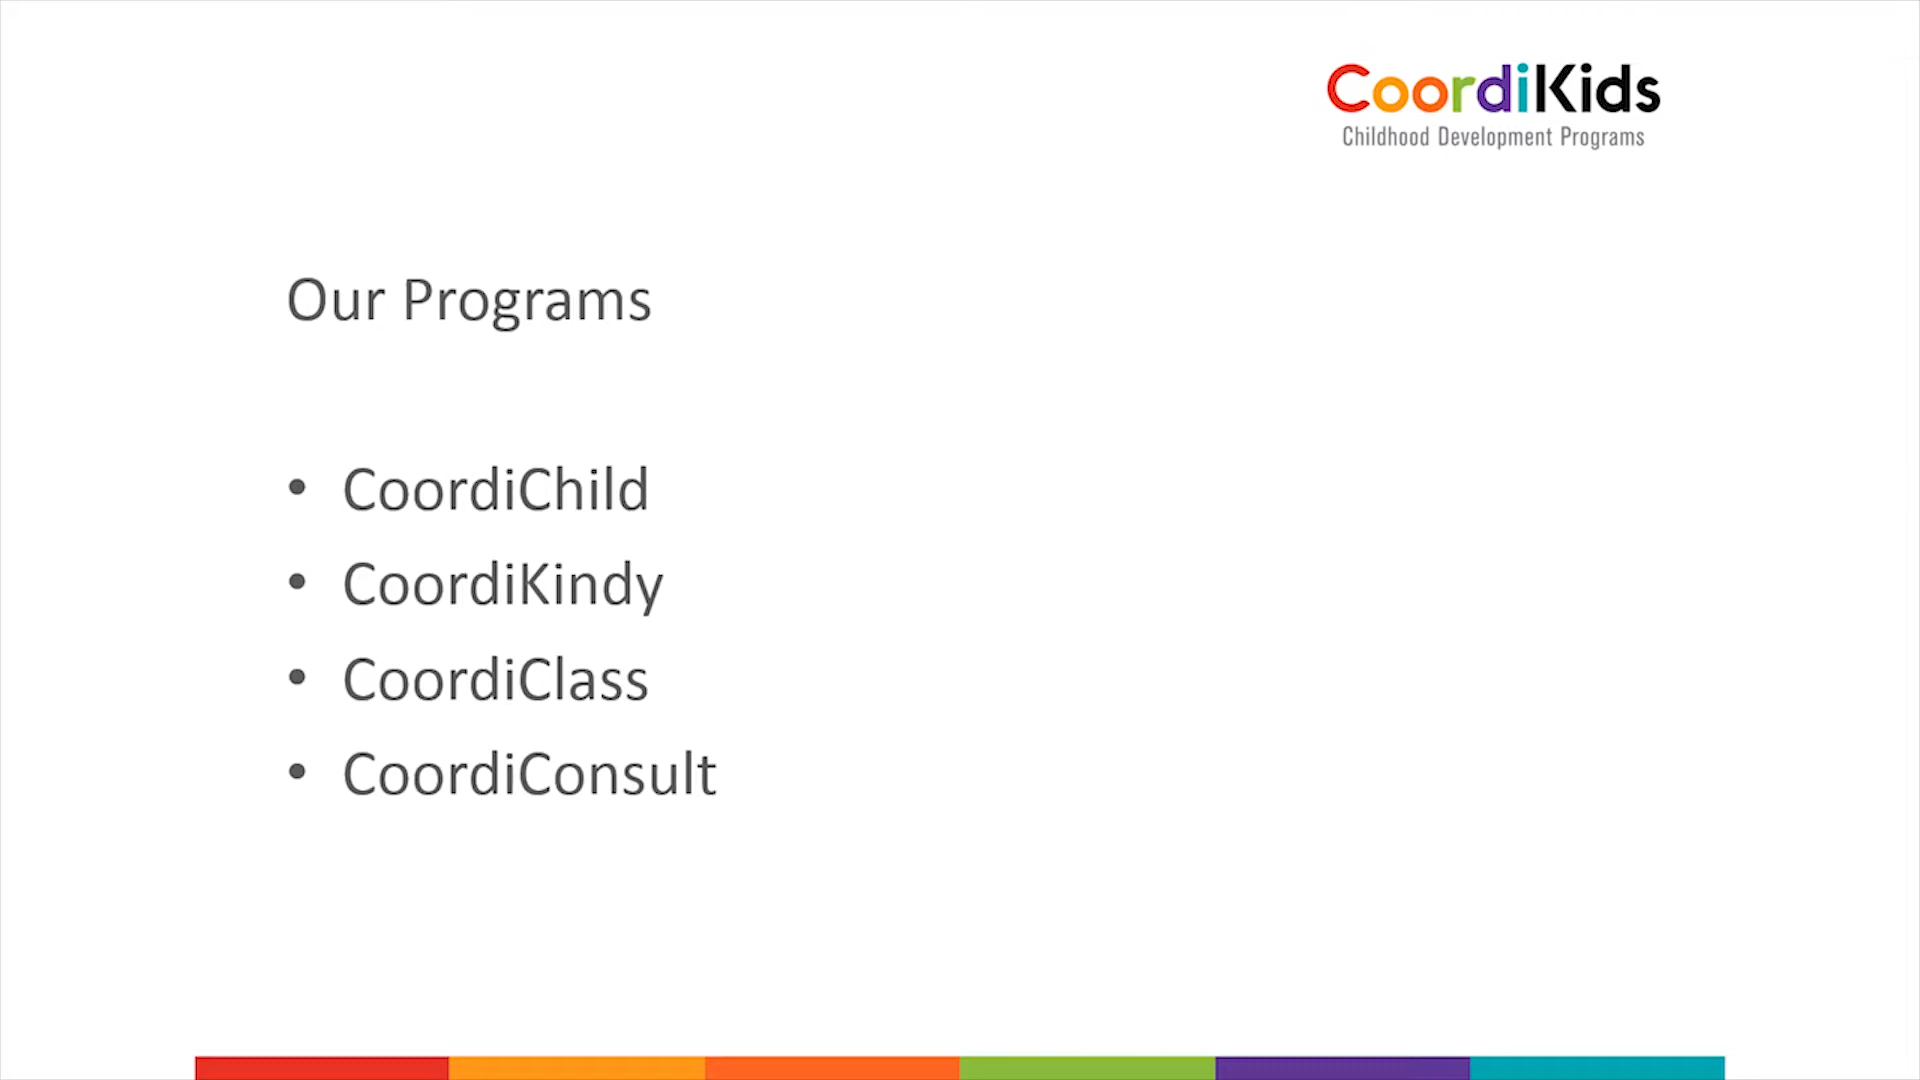 CoordiKids
Childhood Development Programs
Our Programs
• CoordiChild
• CoordiKindy
• CoordiClass
• CoordiConsult